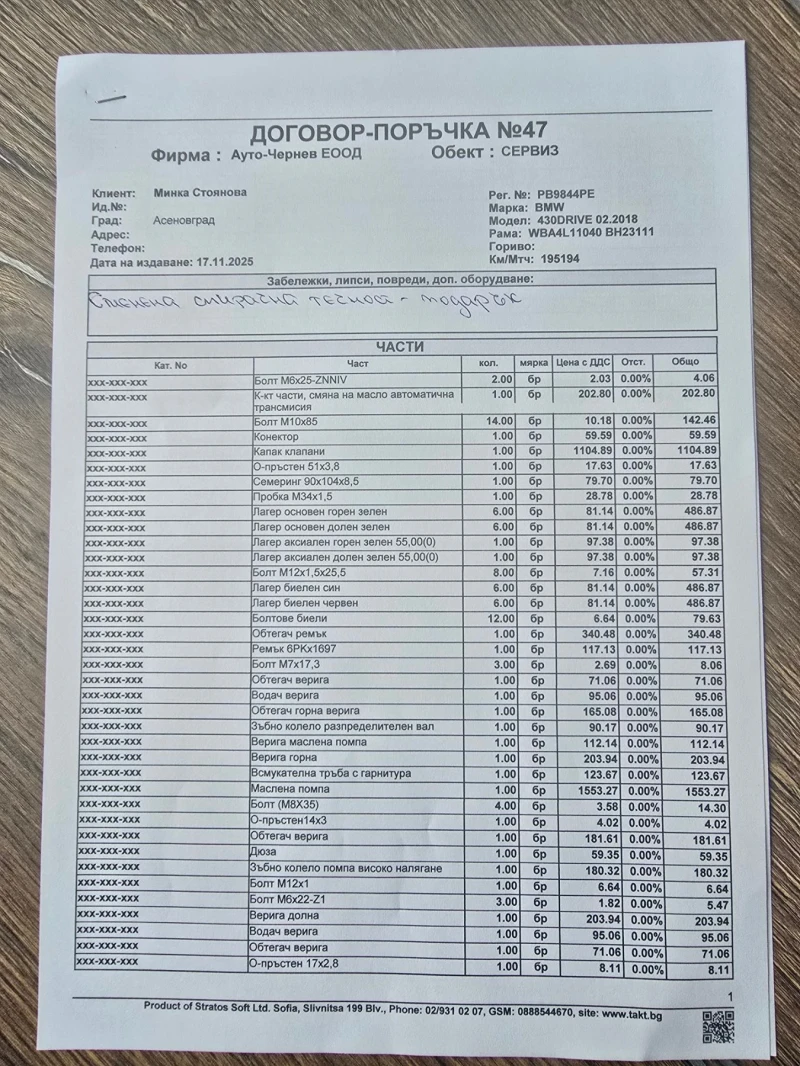 ДОГОВОР-ПОРЪЧКА №47
Фирма : Ауто-Чернев ЕООД Обект : СЕРВИЗ
Клиент: Минка Стоянова
Ид.№:
Град: Асеновград
Адрес:
Телефон:
Дата на издаване: 17.11.2025
Рег. №: PB9844PE
Марка: BMW
Модел: 430DRIVE 02.2018
Рама: WBA4L11040 BH23111
Гориво:
Км/Мтч: 195194
Забележки, липси, повреди, доп. оборудване:
Сменена спирачна течност - подарък
ЧАСТИ
Кат. No Част кол. мярка Цена с ДДС Отст. Общо
xxx-xxx-xxx Болт M6x25-ZNNIV 2.00 бр 2.03 0.00% 4.06
xxx-xxx-xxx К-кт части, смяна на масло автоматична 1.00 бр 202.80 0.00% 202.80
трансмисия
xxx-xxx-xxx Болт M10x85 14.00 бр 10.18 0.00% 142.46
xxx-xxx-xxx Конектор 1.00 бр 59.59 0.00% 59.59
xxx-xxx-xxx Капак клапани 1.00 бр 1104.89 0.00% 1104.89
xxx-xxx-xxx О-пръстен 51x3,8 1.00 бр 17.63 0.00% 17.63
xxx-xxx-xxx Семеринг 90x104x8,5 1.00 бр 79.70 0.00% 79.70
xxx-xxx-xxx Пробка M34x1,5 1.00 бр 28.78 0.00% 28.78
xxx-xxx-xxx Лагер основен горен зелен 6.00 бр 81.14 0.00% 486.87
xxx-xxx-xxx Лагер основен долен зелен 6.00 бр 81.14 0.00% 486.87
xxx-xxx-xxx Лагер аксиален горен зелен 55,00(0) 1.00 бр 97.38 0.00% 97.38
xxx-xxx-xxx Лагер аксиален долен зелен 55,00(0) 1.00 бр 97.38 0.00% 97.38
xxx-xxx-xxx Болт M12x1,5x25,5 8.00 бр 7.16 0.00% 57.31
xxx-xxx-xxx Лагер биелен син 6.00 бр 81.14 0.00% 486.87
xxx-xxx-xxx Лагер биелен червен 6.00 бр 81.14 0.00% 486.87
xxx-xxx-xxx Болтове биели 12.00 бр 6.64 0.00% 79.63
xxx-xxx-xxx Обтегач ремък 1.00 бр 340.48 0.00% 340.48
xxx-xxx-xxx Ремък 6PKx1697 1.00 бр 117.13 0.00% 117.13
xxx-xxx-xxx Болт M7x17,3 3.00 бр 2.69 0.00% 8.06
xxx-xxx-xxx Обтегач верига 1.00 бр 71.06 0.00% 71.06
xxx-xxx-xxx Водач верига 1.00 бр 95.06 0.00% 95.06
xxx-xxx-xxx Обтегач горна верига 1.00 бр 165.08 0.00% 165.08
xxx-xxx-xxx Зъбно колело разпределителен вал 1.00 бр 90.17 0.00% 90.17
xxx-xxx-xxx Верига маслена помпа 1.00 бр 112.14 0.00% 112.14
xxx-xxx-xxx Верига горна 1.00 бр 203.94 0.00% 203.94
xxx-xxx-xxx Всмукателна тръба с гарнитура 1.00 бр 123.67 0.00% 123.67
xxx-xxx-xxx Маслена помпа 1.00 бр 1553.27 0.00% 1553.27
xxx-xxx-xxx Болт (M8X35) 4.00 бр 3.58 0.00% 14.30
xxx-xxx-xxx О-пръстен14x3 1.00 бр 4.02 0.00% 4.02
xxx-xxx-xxx Обтегач верига 1.00 бр 181.61 0.00% 181.61
xxx-xxx-xxx Дюза 1.00 бр 59.35 0.00% 59.35
xxx-xxx-xxx Зъбно колело помпа високо налягане 1.00 бр 180.32 0.00% 180.32
xxx-xxx-xxx Болт M12x1 1.00 бр 6.64 0.00% 6.64
xxx-xxx-xxx Болт M6x22-Z1 3.00 бр 1.82 0.00% 5.47
xxx-xxx-xxx Верига долна 1.00 бр 203.94 0.00% 203.94
xxx-xxx-xxx Водач верига 1.00 бр 95.06 0.00% 95.06
xxx-xxx-xxx Обтегач верига 1.00 бр 71.06 0.00% 71.06
xxx-xxx-xxx О-пръстен 17x2,8 1.00 бр 8.11 0.00% 8.11
1
Product of Stratos Soft Ltd. Sofia, Slivnitsa 199 Blv., Phone: 02/931 02 07, GSM: 0888544670, site: www.takt.bg